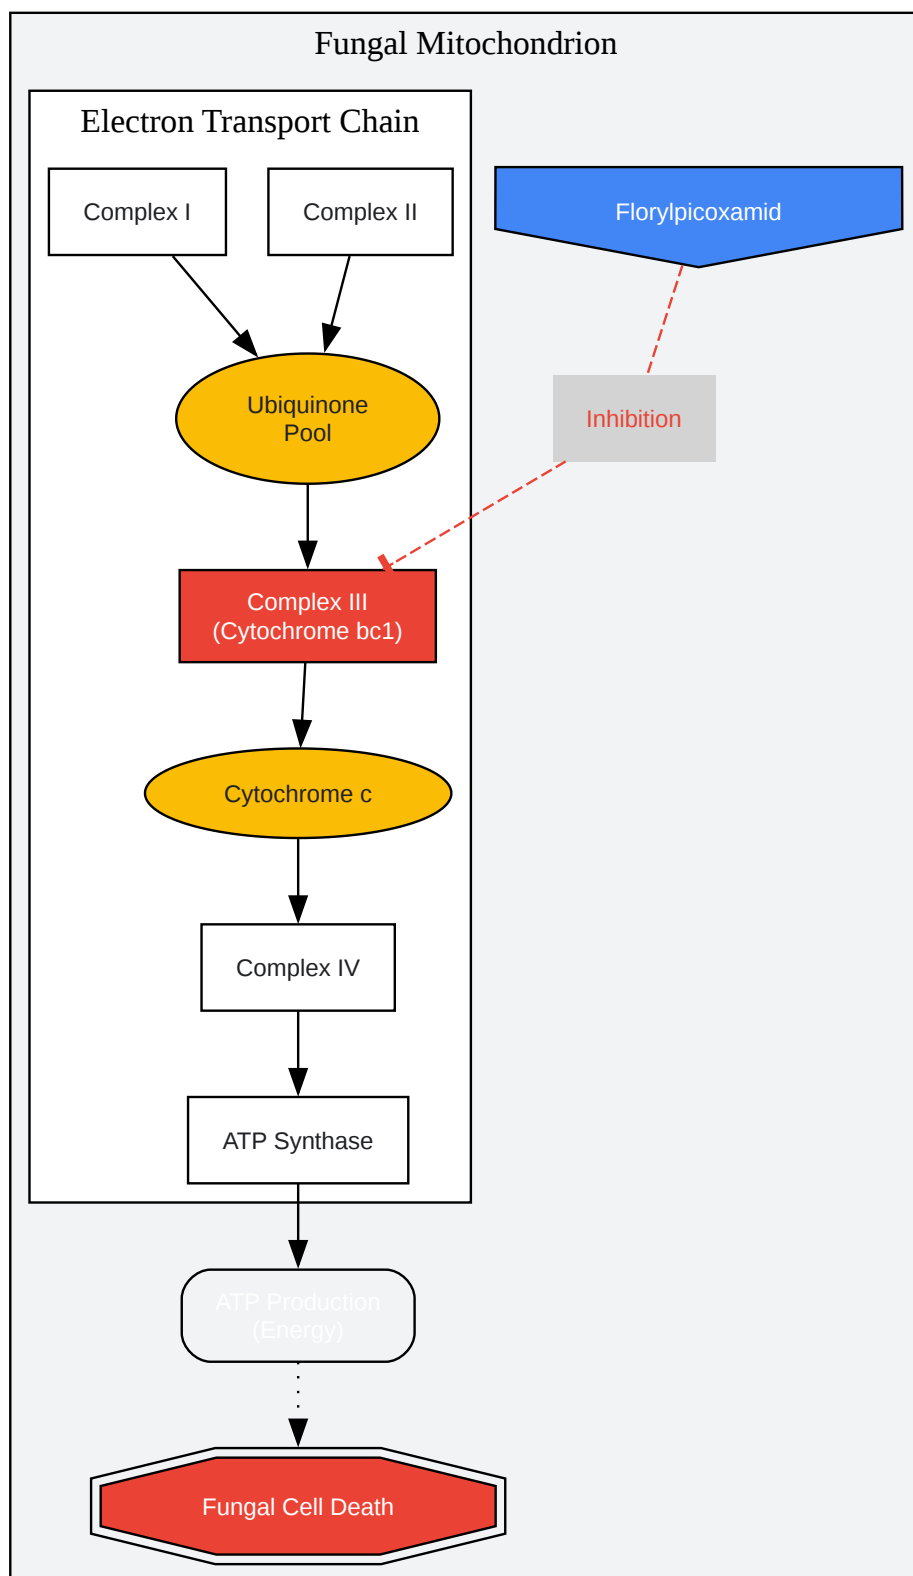 Fungal Mitochondrion
Electron Transport Chain
Complex I
Complex II
Florylpicoxamid
Ubiquinone
Pool
Inhibition
Complex III
(Cytochrome bc1)
Cytochrome c
Complex IV
ATP Synthase
ATP Production
(Energy)
Fungal Cell Death